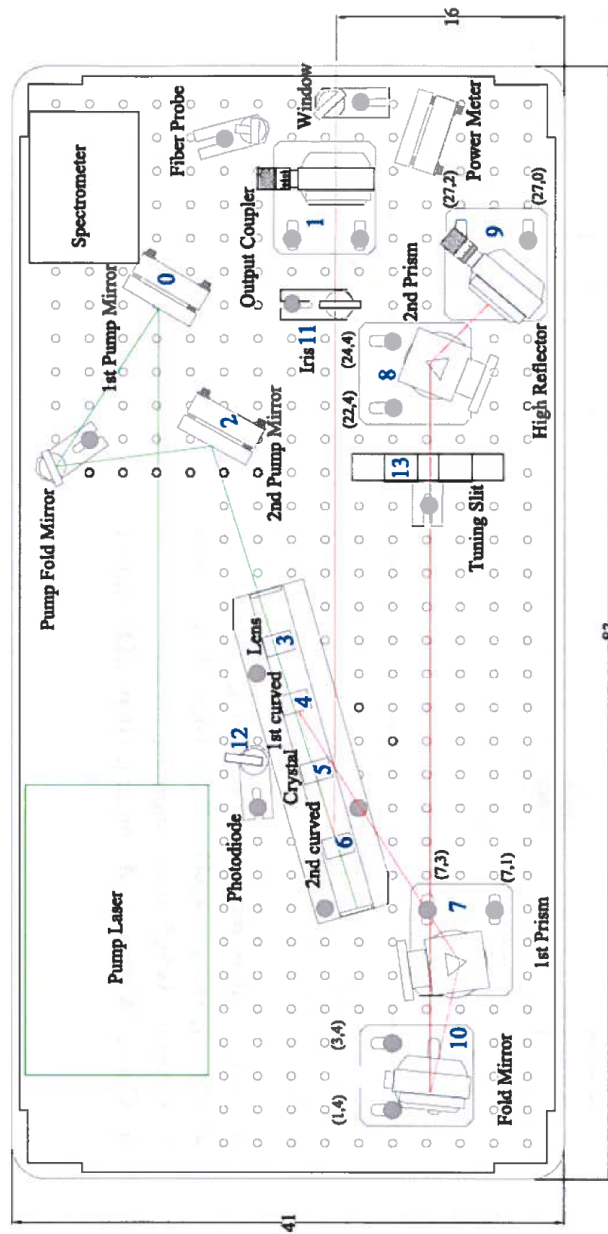 41
Pump Laser
Pump Fold Mirror
1st Pump Mirror
0
Spectrometer
2nd Pump Mirror
2
Fiber Probe
Photodiode
12
Lens
3
1st curved
4
Crystal
5
2nd curved
6
Output Coupler
1
Iris
11
Window
16
(1,4)
(3,4)
Fold Mirror
10
(7,3)
(7,1)
7
1st Prism
Tuning Slit
13
(22,4)
(24,4)
8
2nd Prism
High Reflector
9
(27,2)
(27,0)
Power Meter